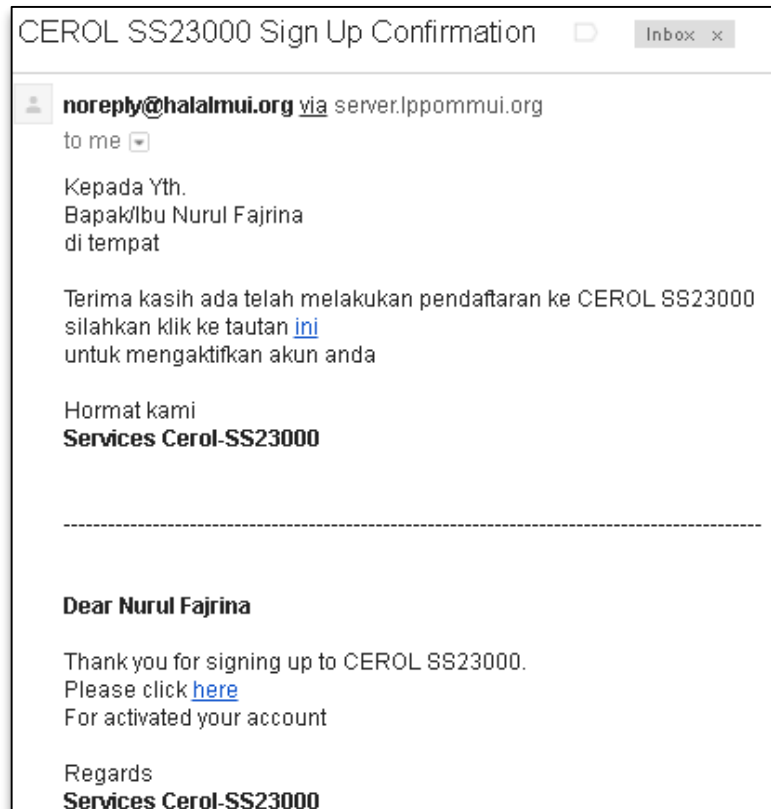 CEROL SS23000 Sign Up Confirmation Inbox x
noreply@halalmui.org via server.lppommui.org
to me
Kepada Yth.
Bapak/Ibu Nurul Fajrina
di tempat
Terima kasih ada telah melakukan pendaftaran ke CEROL SS23000
silahkan klik ke tautan ini
untuk mengaktifkan akun anda
Hormat kami
Services Cerol-SS23000
--------------------------------------------------------------------------------------------
Dear Nurul Fajrina
Thank you for signing up to CEROL SS23000.
Please click here
For activated your account
Regards
Services Cerol-SS23000